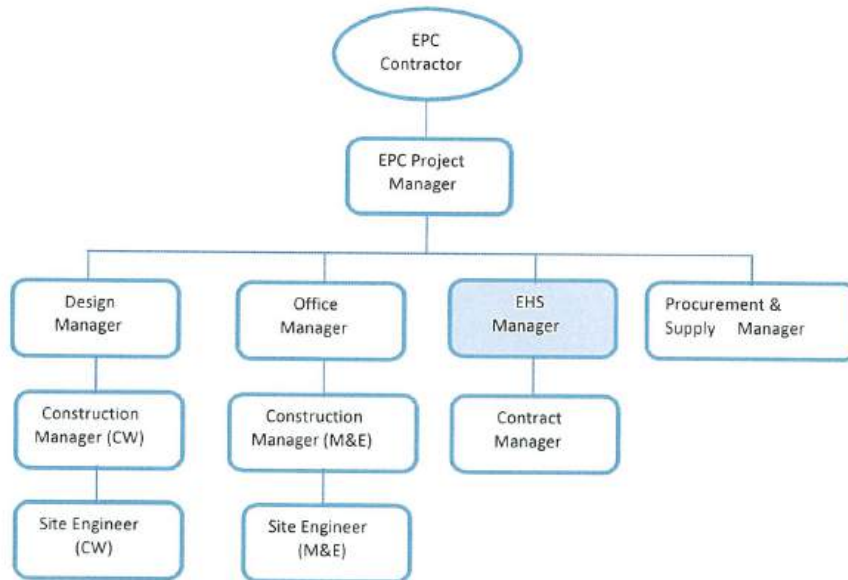 EPC
Contractor
EPC Project
Manager
Design
Manager
Office
Manager
EHS
Manager
Procurement &
Supply Manager
Construction
Manager (CW)
Construction
Manager (M&E)
Contract
Manager
Site Engineer
(CW)
Site Engineer
(M&E)